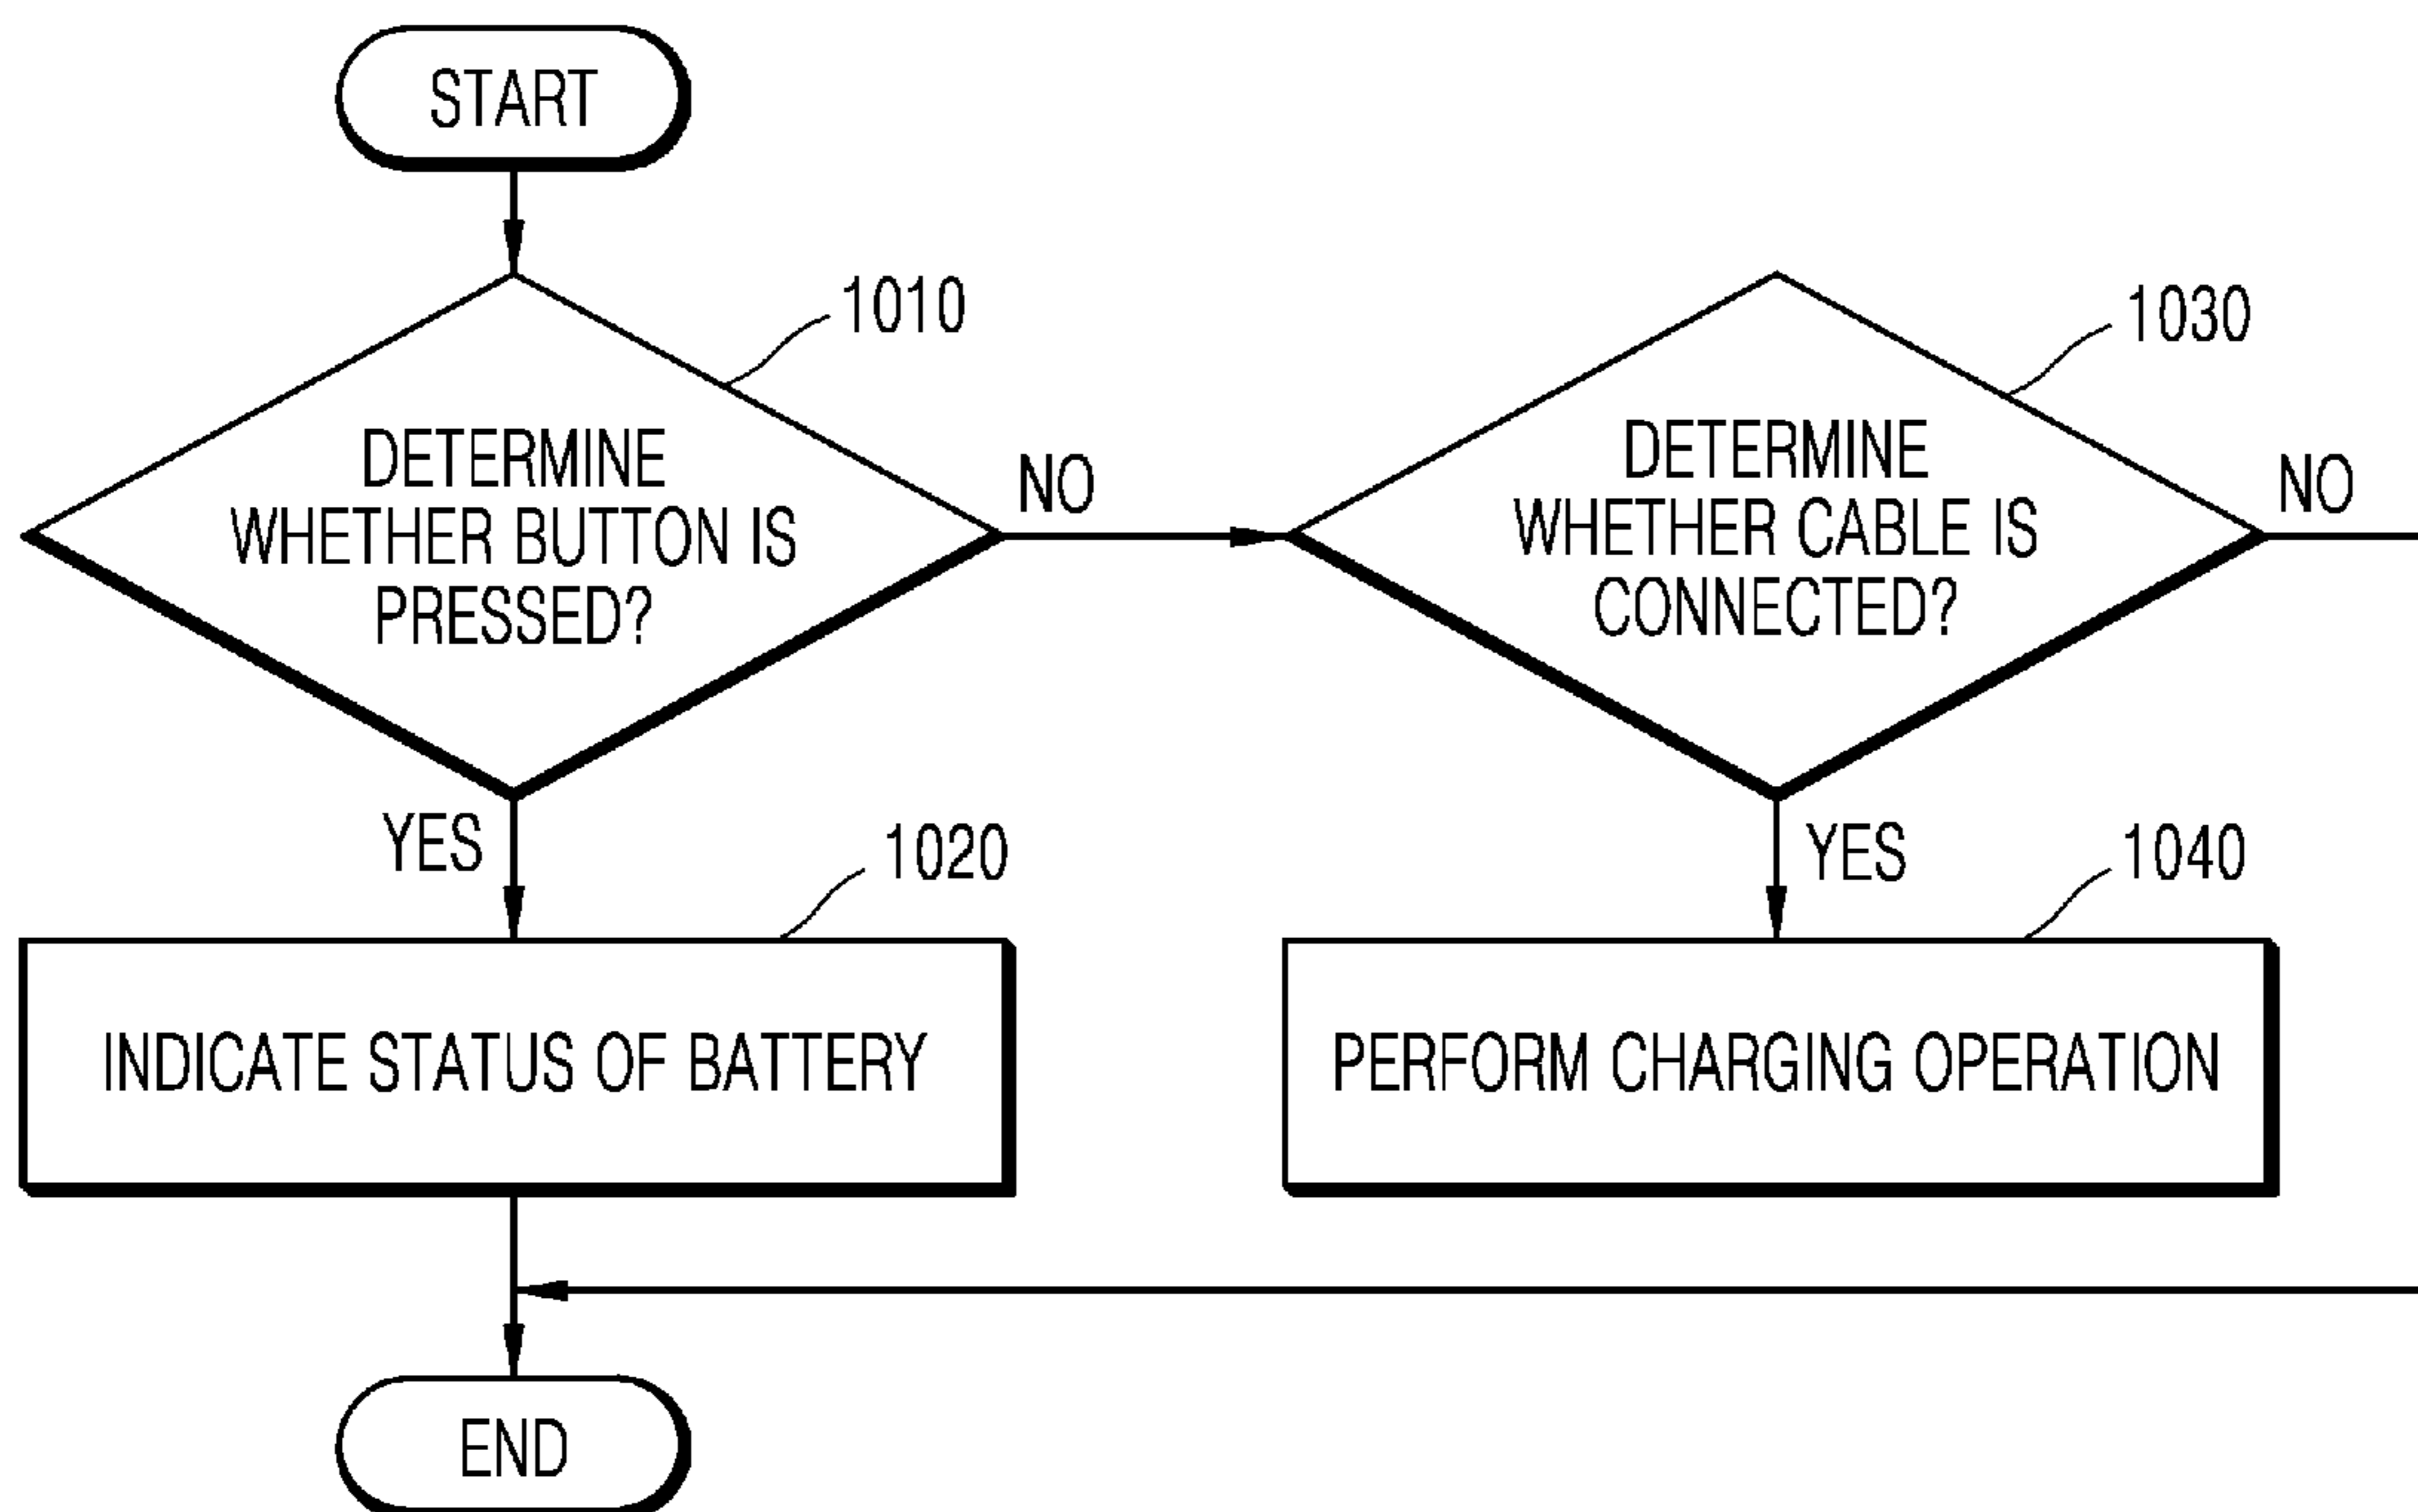 START
1010
DETERMINE
WHETHER BUTTON IS
PRESSED?
NO
1030
DETERMINE
WHETHER CABLE IS
CONNECTED?
NO
YES
1020
INDICATE STATUS OF BATTERY
YES
1040
PERFORM CHARGING OPERATION
END